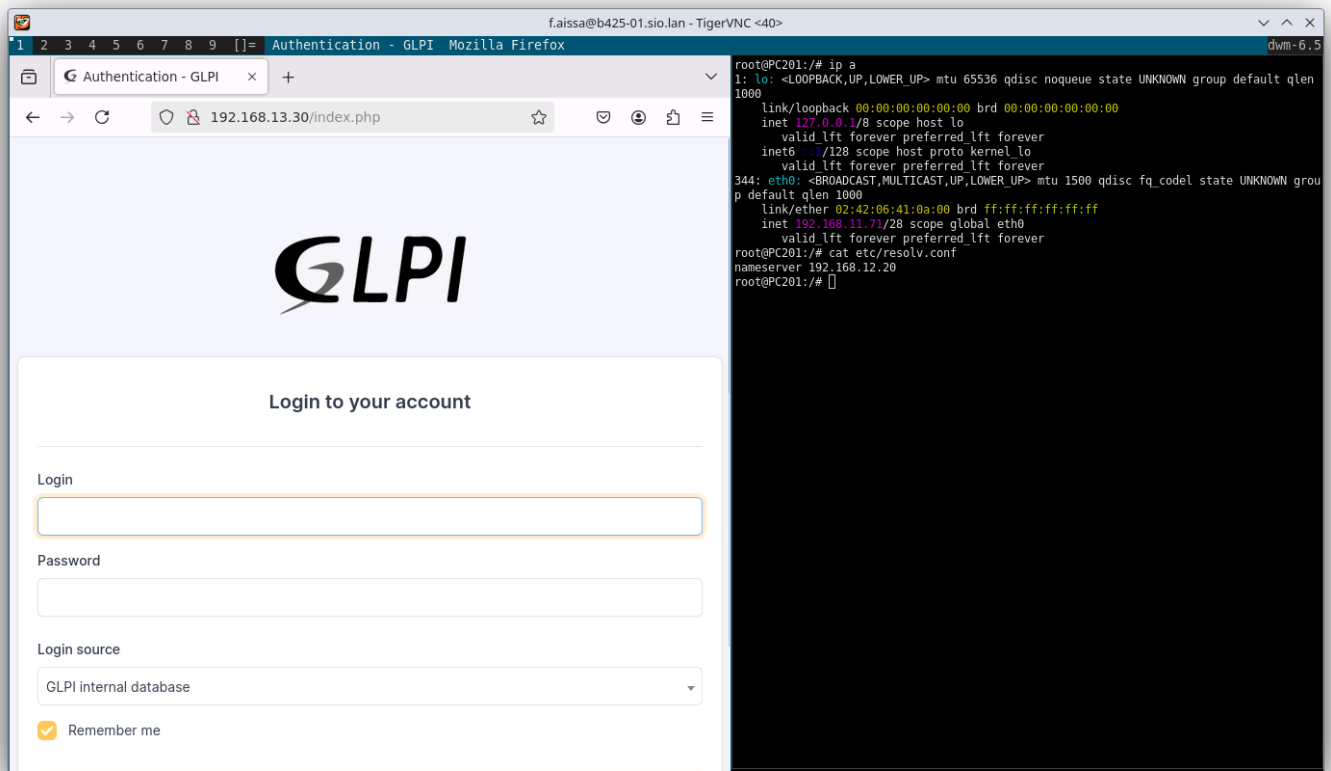 f.aissa@b425-01.sio.lan - TigerVNC <40>
1 2 3 4 5 6 7 8 9 []= Authentication - GLPI Mozilla Firefox dwm-6.5
Authentication - GLPI
192.168.13.30/index.php
GLPI
Login to your account
Login
Password
Login source
GLPI internal database
Remember me
root@PC201:/# ip a
1: lo: <LOOPBACK,UP,LOWER_UP> mtu 65536 qdisc noqueue state UNKNOWN group default qlen
1000
    link/loopback 00:00:00:00:00:00 brd 00:00:00:00:00:00
    inet 127.0.0.1/8 scope host lo
       valid_lft forever preferred_lft forever
    inet6 ::1/128 scope host proto kernel_lo
       valid_lft forever preferred_lft forever
344: eth0: <BROADCAST,MULTICAST,UP,LOWER_UP> mtu 1500 qdisc fq_codel state UNKNOWN grou
p default qlen 1000
    link/ether 02:42:06:41:0a:00 brd ff:ff:ff:ff:ff:ff
    inet 192.168.11.71/28 scope global eth0
       valid_lft forever preferred_lft forever
root@PC201:/# cat etc/resolv.conf
nameserver 192.168.12.20
root@PC201:/#